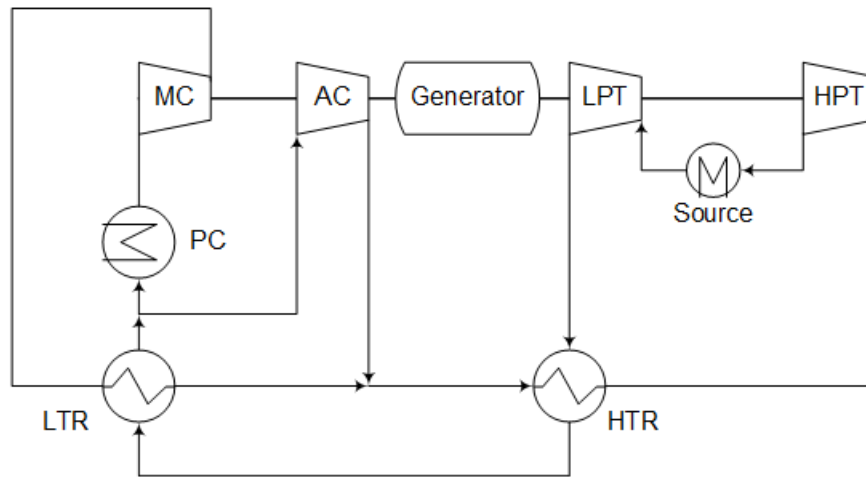 MC
AC
Generator
LPT
HPT
Source
PC
LTR
HTR